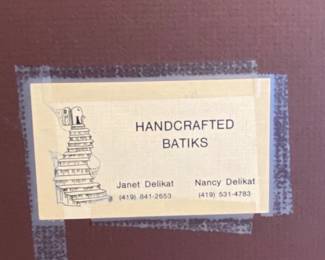 HANDCRAFTED
BATIKS
Janet Delikat Nancy Delikat
(419) 841-2653 (419) 531-4783